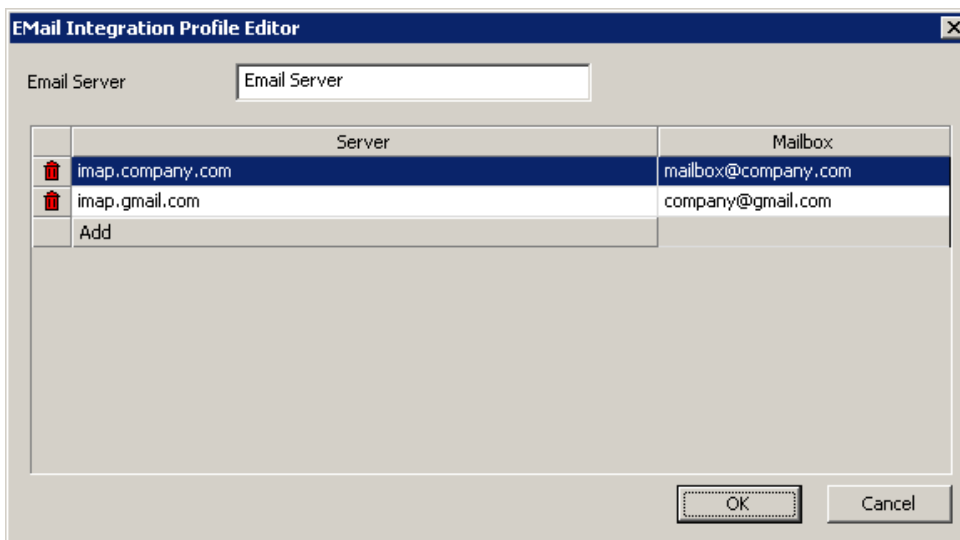 EMail Integration Profile Editor
Email Server Email Server
Server Mailbox
imap.company.com mailbox@company.com
imap.gmail.com company@gmail.com
Add
OK Cancel